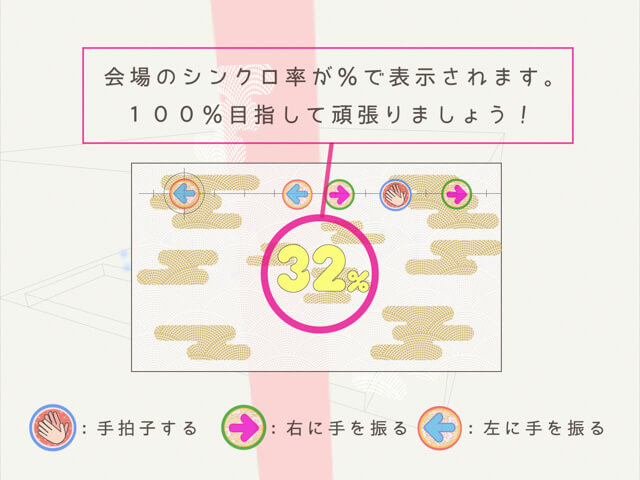 会場のシンクロ率が％で表示されます。
１００％目指して頑張りましょう！
32%
：手拍子する ：右に手を振る ：左に手を振る